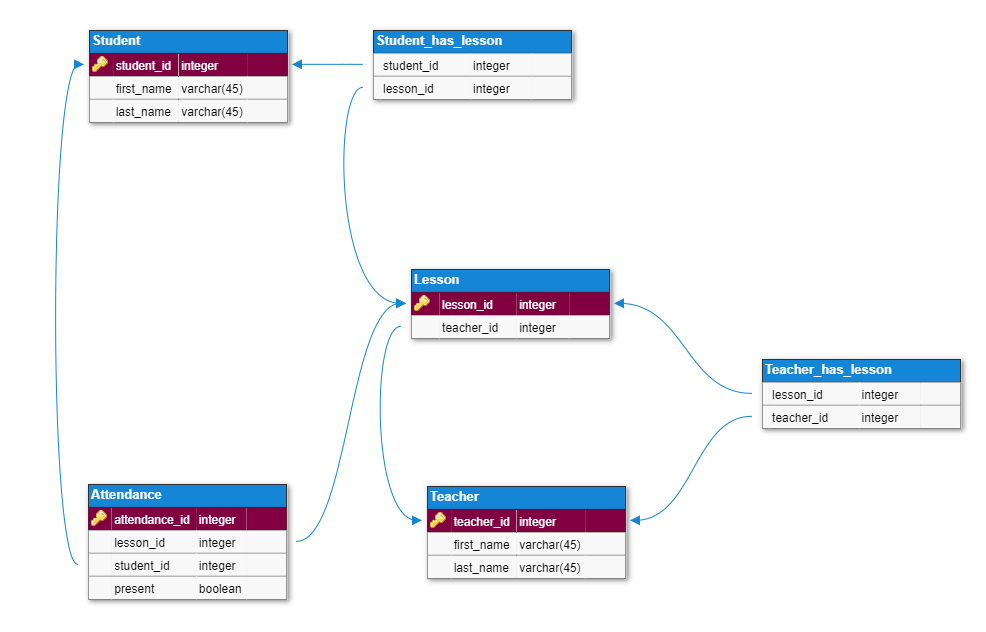 Student
student_id integer
first_name varchar(45)
last_name varchar(45)
Student_has_lesson
student_id integer
lesson_id integer
Lesson
lesson_id integer
teacher_id integer
Teacher_has_lesson
lesson_id integer
teacher_id integer
Attendance
attendance_id integer
lesson_id integer
student_id integer
present boolean
Teacher
teacher_id integer
first_name varchar(45)
last_name varchar(45)